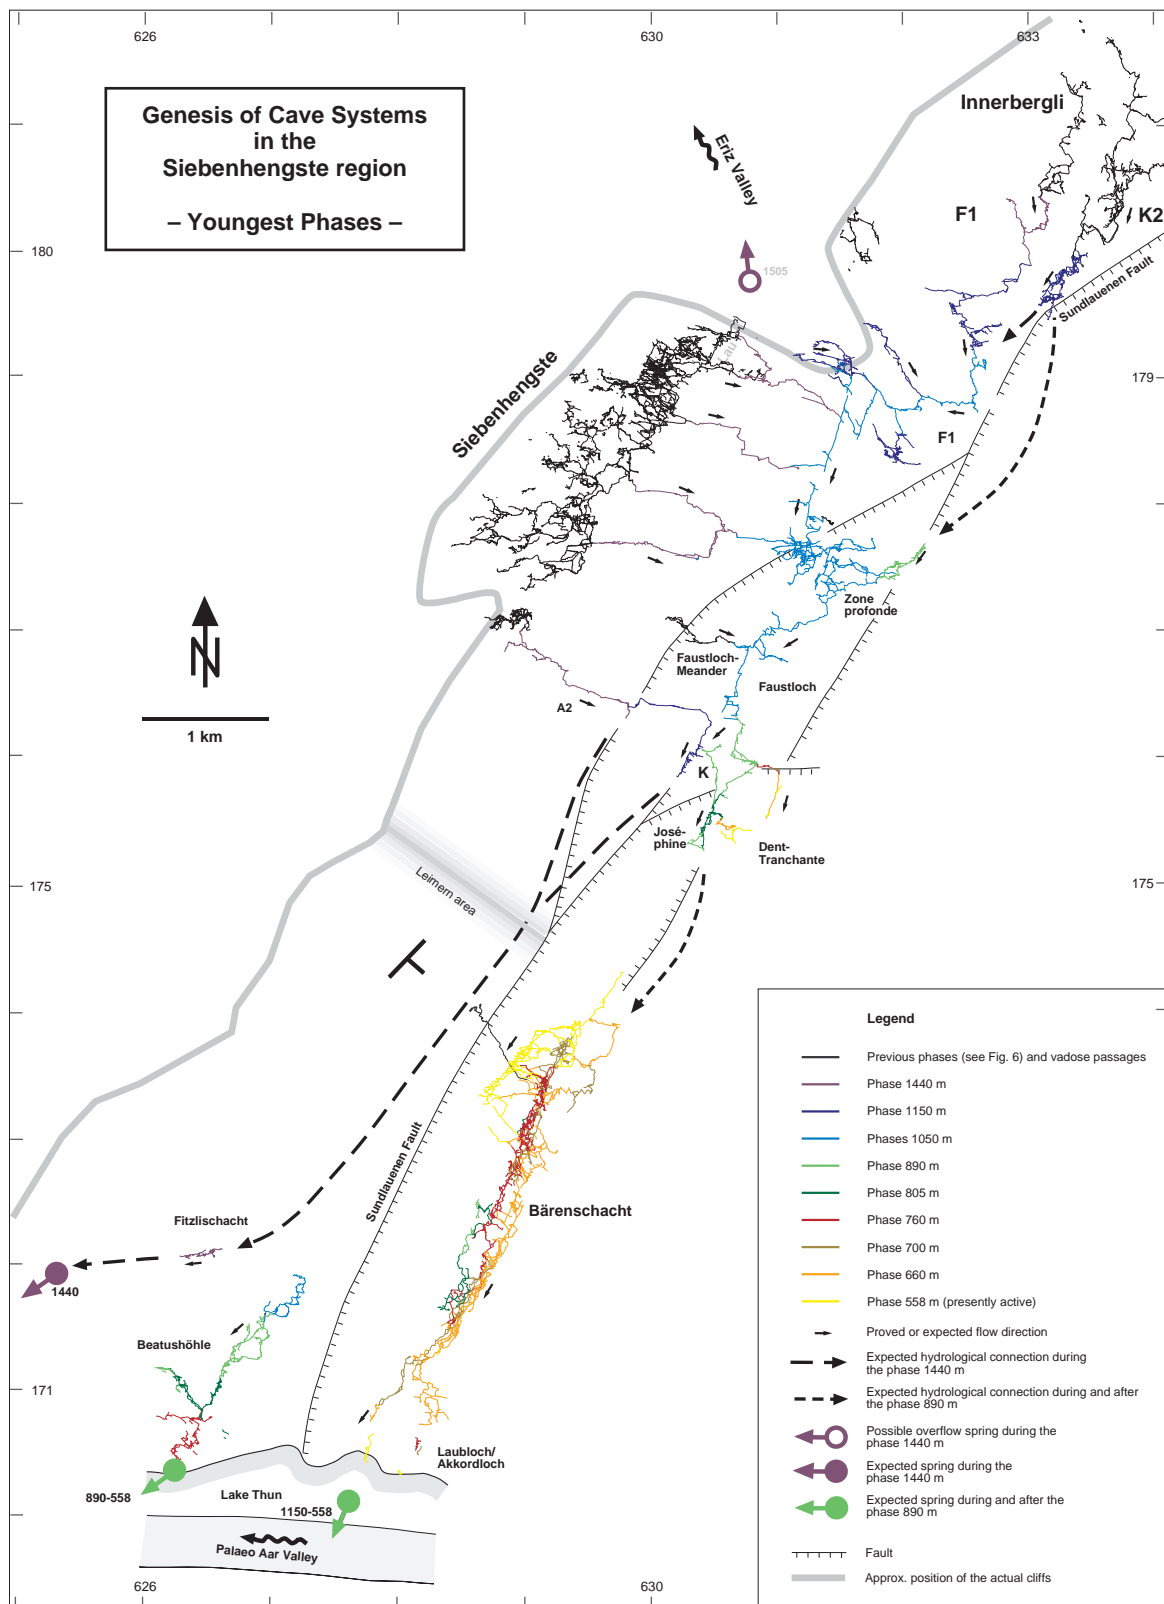 626
630
633
Genesis of Cave Systems
in the
Siebenhengste region
– Youngest Phases –
Innerbergli
Eriz Valley
F1
K2
180
1505
Sundlauenen Fault
Lau
Siebenhengste
179
F1
Zone
profonde
Faustloch-
Meander
Faustloch
N
A2
1 km
K
José-
phine
Dent-
Tranchante
175
175
Leimern area
Legend
Previous phases (see Fig. 6) and vadose passages
Phase 1440 m
Phase 1150 m
Phases 1050 m
Phase 890 m
Phase 805 m
Phase 760 m
Phase 700 m
Phase 660 m
Phase 558 m (presently active)
Proved or expected flow direction
Expected hydrological connection during
the phase 1440 m
Expected hydrological connection during and after
the phase 890 m
Possible overflow spring during the
phase 1440 m
Expected spring during the
phase 1440 m
Expected spring during and after the
phase 890 m
Fault
Approx. position of the actual cliffs
Sundlauenen Fault
Bärenschacht
Fitzlischacht
1440
Beatushöhle
171
Laubloch/
Akkordloch
890-558
Lake Thun
1150-558
Palaeo Aar Valley
626
630